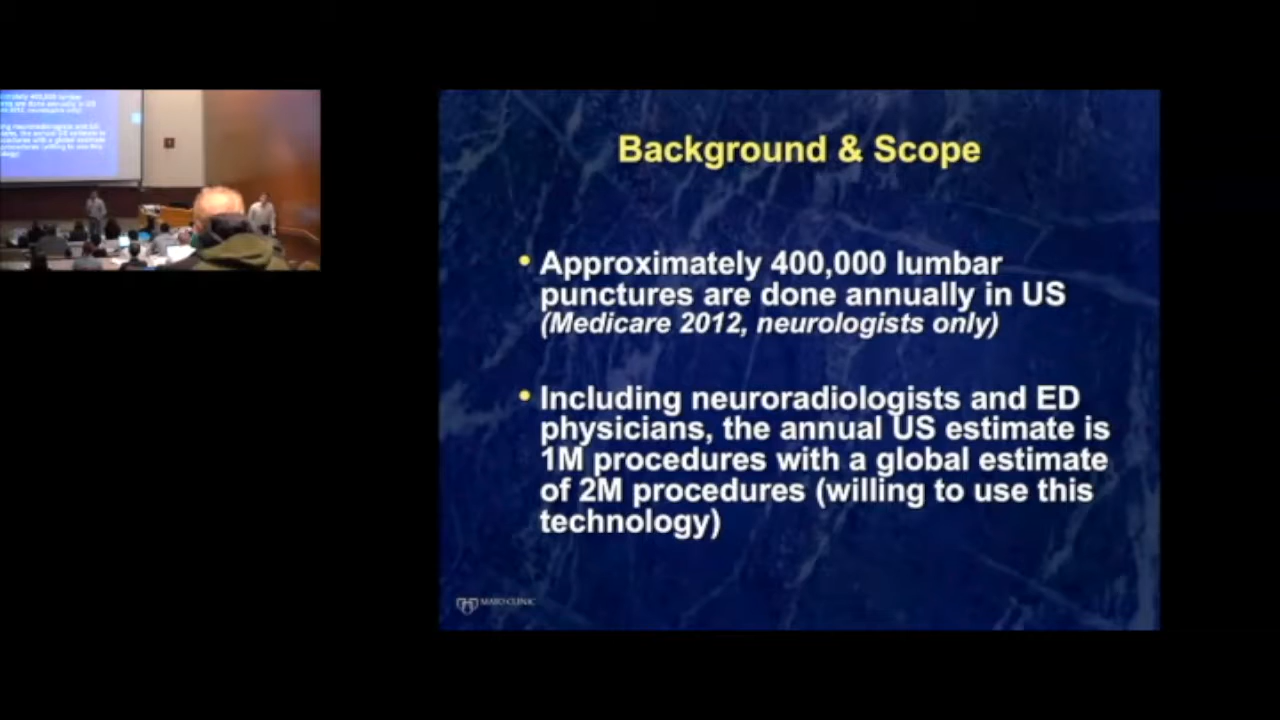 Background & Scope
• Approximately 400,000 lumbar
punctures are done annually in US
(Medicare 2012, neurologists only)
• Including neuroradiologists and ED
physicians, the annual US estimate is
1M procedures with a global estimate
of 2M procedures (willing to use this
technology)
MAYO CLINIC